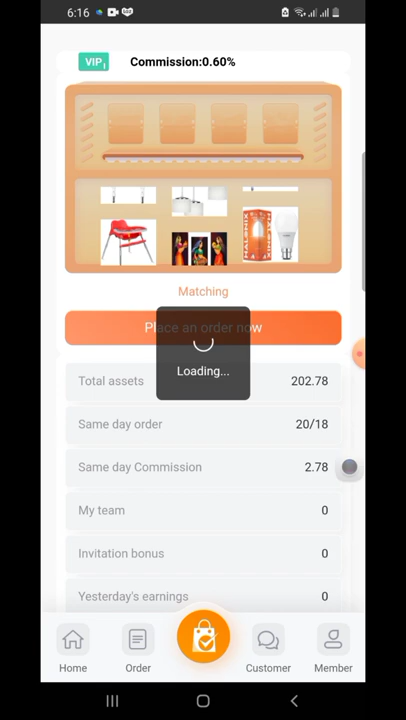 6:16
VIP1
Commission:0.60%
Matching
Place an order now
Loading...
Total assets 202.78
Same day order 20/18
Same day Commission 2.78
My team 0
Invitation bonus 0
Yesterday's earnings 0
Home Order Customer Member